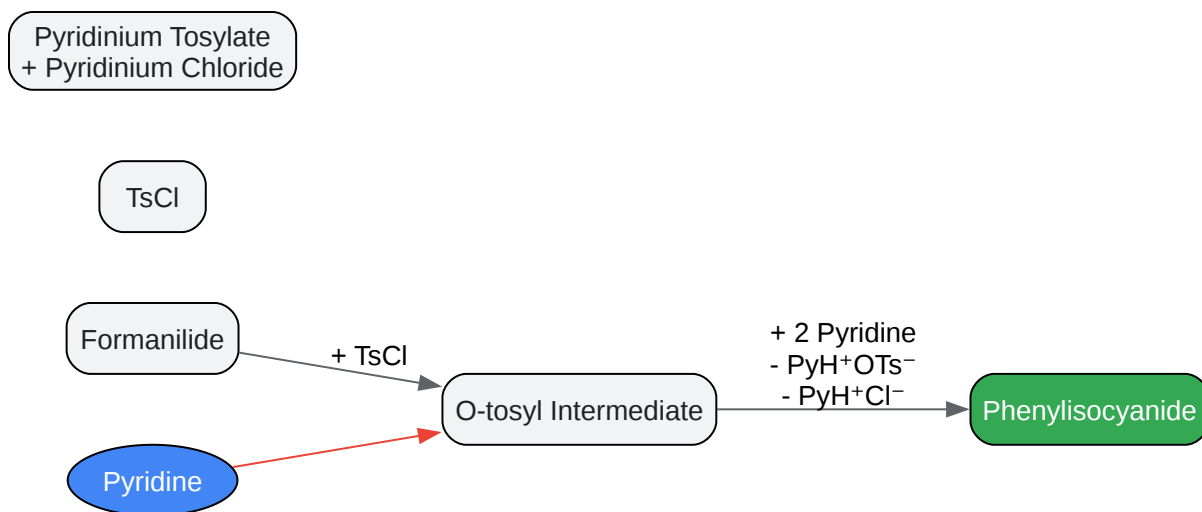 Pyridinium Tosylate
+ Pyridinium Chloride
TsCl
Formanilide
+ TsCl
+ 2 Pyridine
- PyH⁺OTs⁻
- PyH⁺Cl⁻
O-tosyl Intermediate
Phenylisocyanide
Pyridine